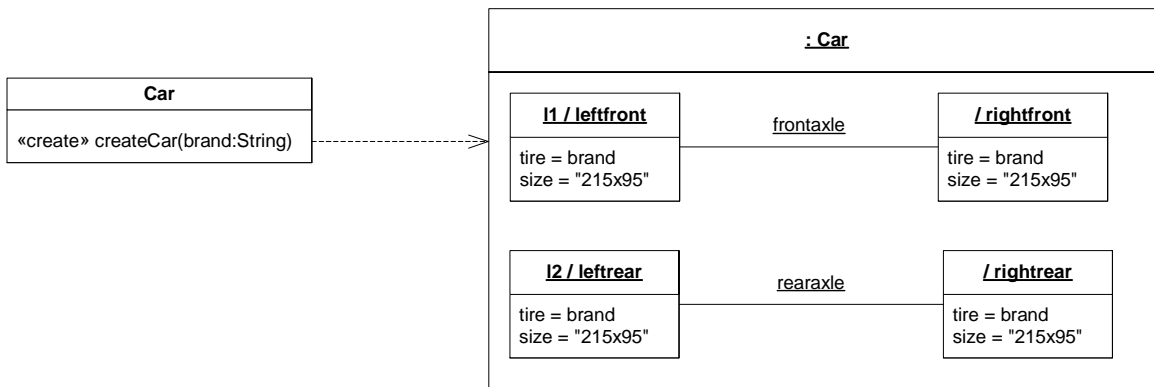 Car
«create» createCar(brand:String)
: Car
l1 / leftfront
tire = brand
size = "215x95"
frontaxle
/ rightfront
tire = brand
size = "215x95"
l2 / leftrear
tire = brand
size = "215x95"
rearaxle
/ rightrear
tire = brand
size = "215x95"